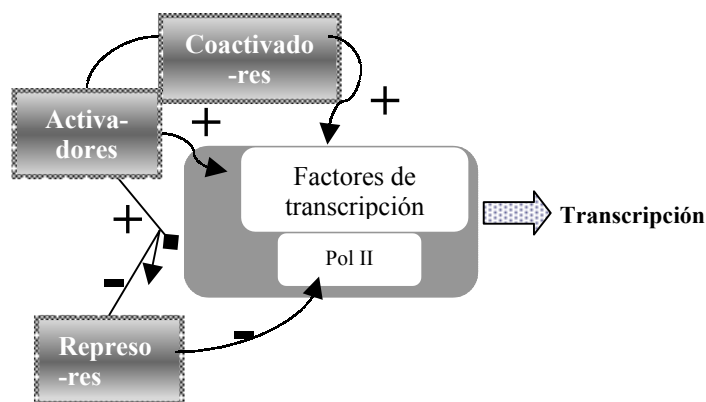 Coactivado
-res
+
Activa-
dores
+
Factores de
transcripción
Transcripción
+
Pol II
-
-
Represo
-res